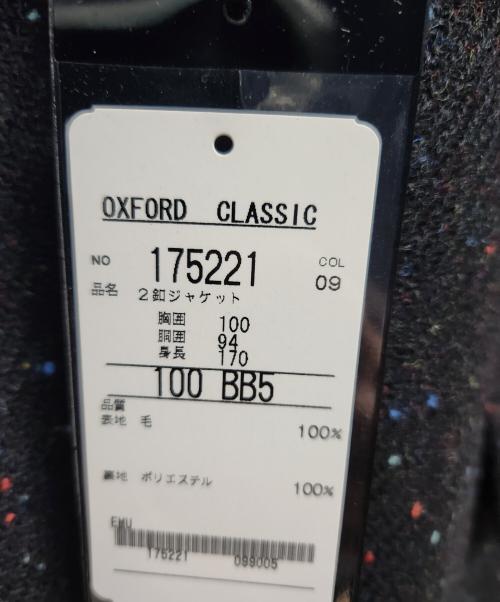 OXFORD CLASSIC
NO 175221 COL
09
品名 2釦ジャケット
胸囲 100
胴囲 94
身長 170
100 BB5
品質
表地 毛 100%
裏地 ポリエステル 100%
EMU
175221 099005